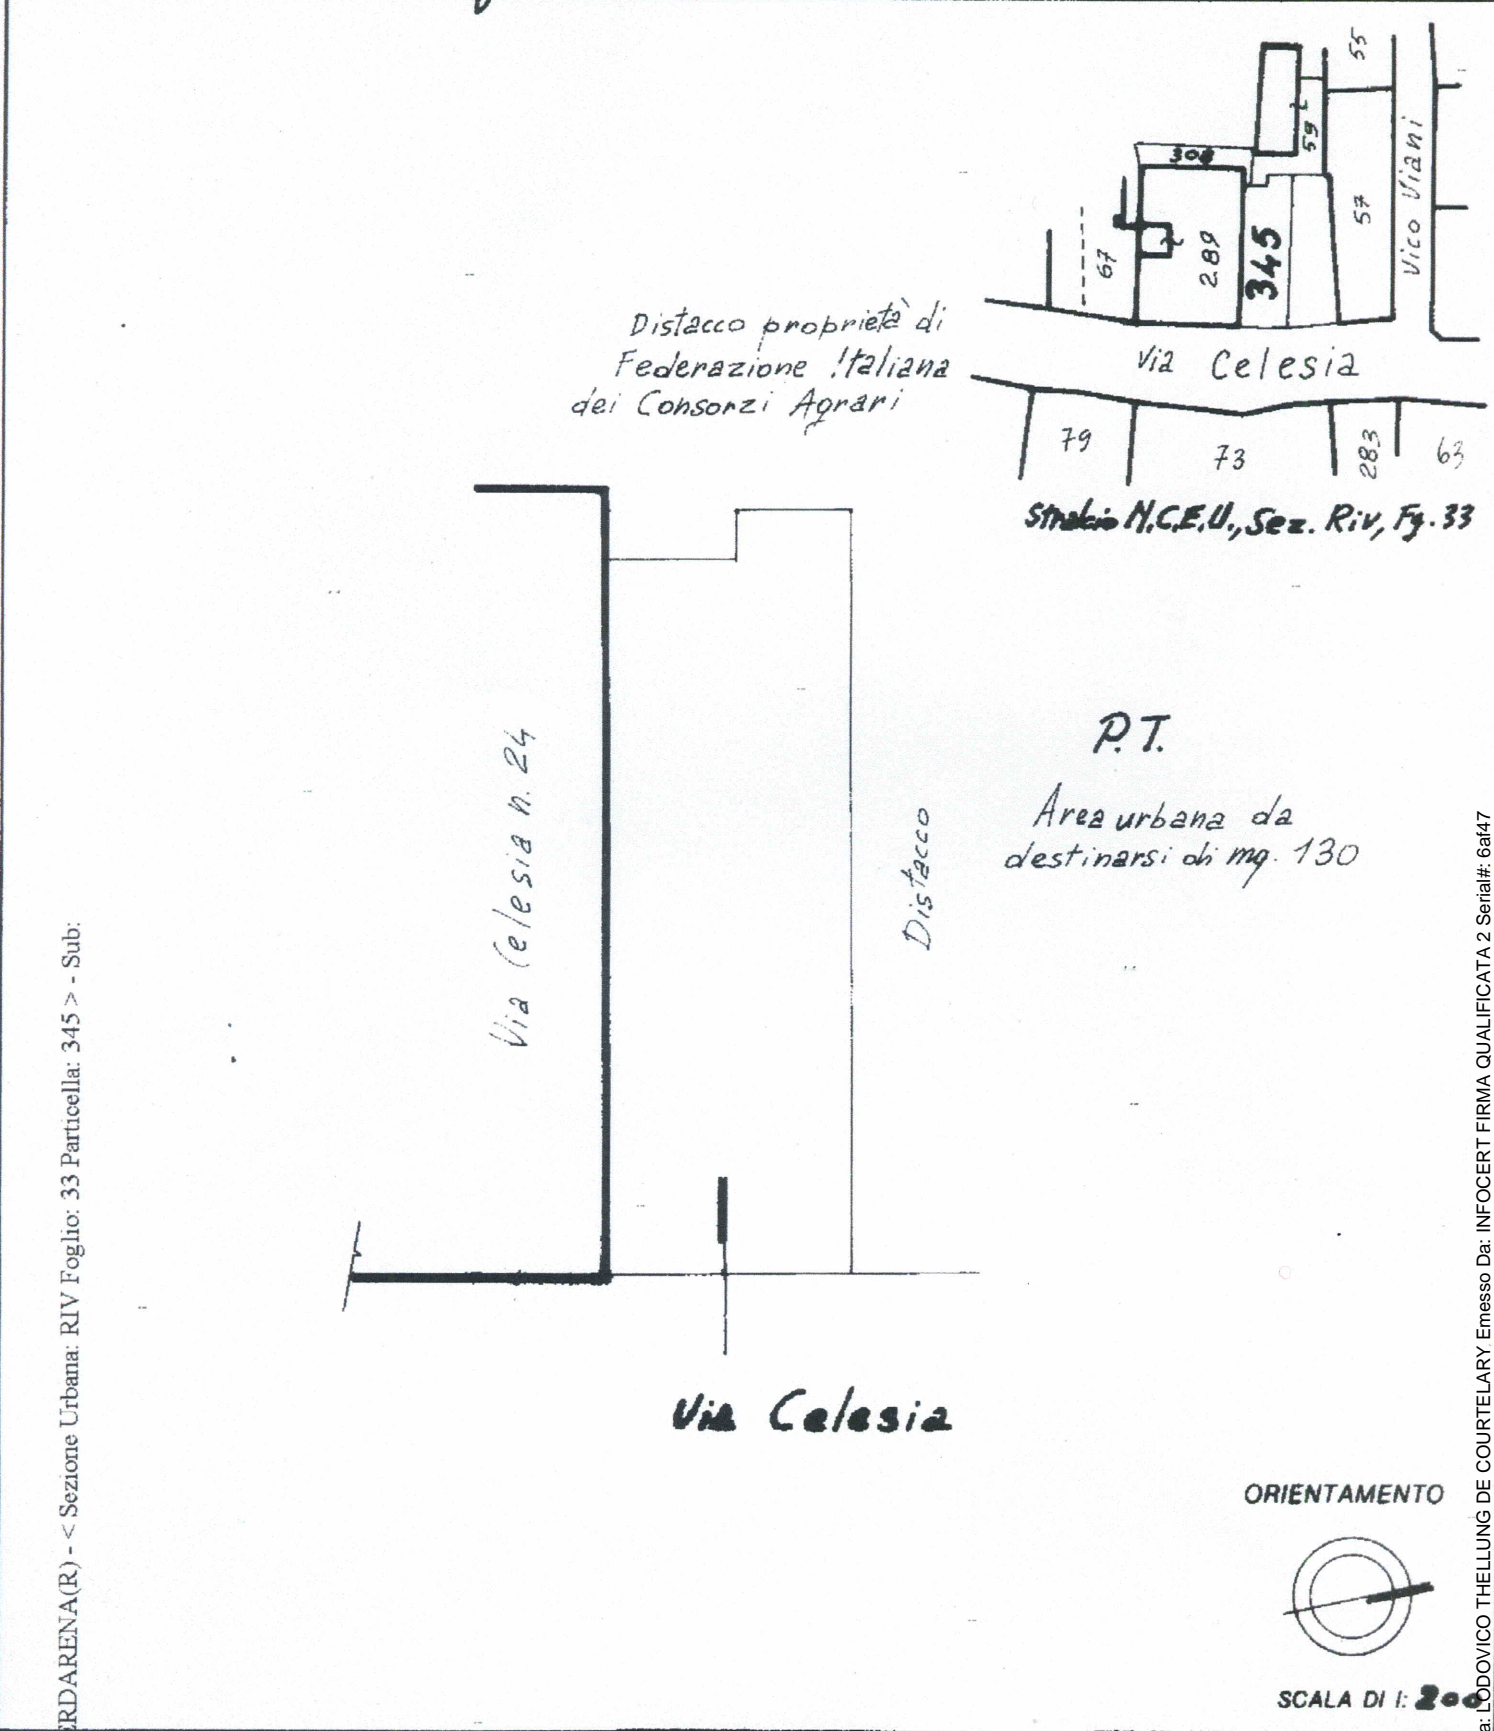 55
59
308
57
Vico Viani
67
289
345
Distacco proprietà di
Federazione Italiana
dei Consorzi Agrari
Via Celesia
79
73
283
63
Stralcio N.C.E.U., Sez. Riv, Fg. 33
Via Celesia n. 24
P.T.
Area urbana da
destinarsi di mq. 130
Distacco
Via Celesia
ORIENTAMENTO
SCALA DI I: 200
ERDARENA(R) - < Sezione Urbana: RIV Foglio: 33 Particella: 345 > - Sub:
a: LODOVICO THELLUNG DE COURTELARY Emesso Da: INFOCERT FIRMA QUALIFICATA 2 Serial#: 6af47